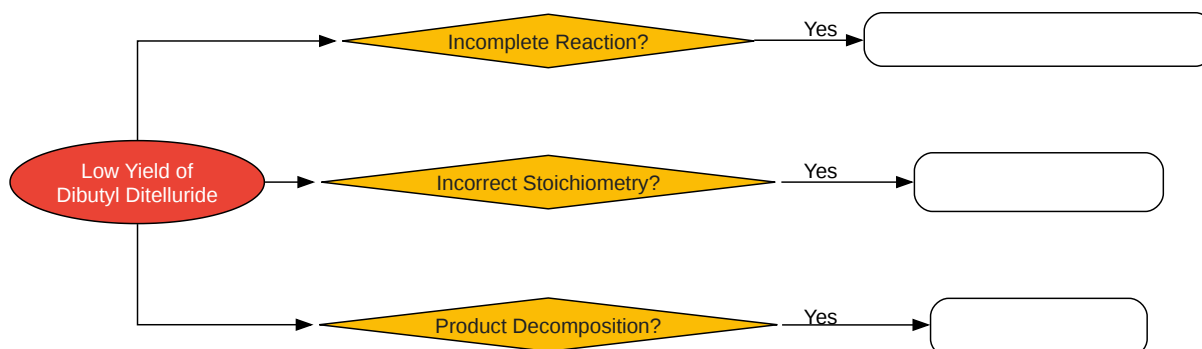 Incomplete Reaction?
Yes
Low Yield of
Dibutyl Ditelluride
Incorrect Stoichiometry?
Yes
Product Decomposition?
Yes